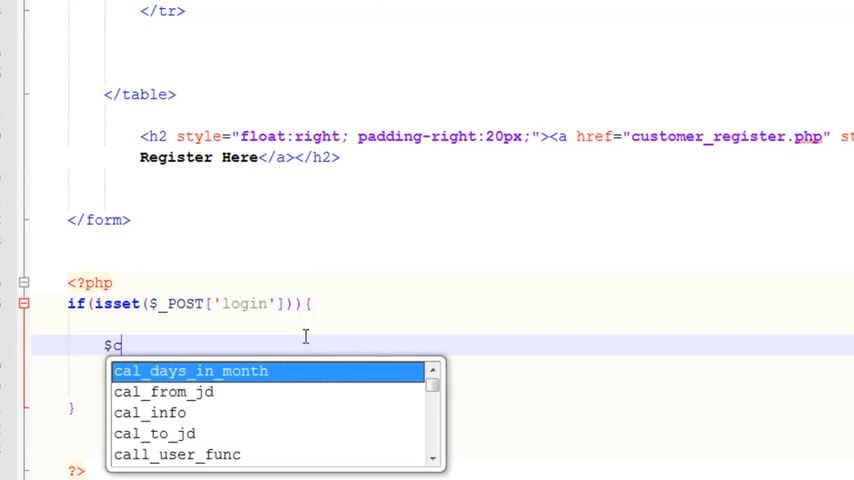 </tr>
</table>
<h2 style="float:right; padding-right:20px;"><a href="customer_register.php" st
Register Here</a></h2>
</form>
<?php
if(isset($_POST['login'])){
$c
cal_days_in_month
cal_from_jd
cal_info
cal_to_jd
call_user_func
}
?>